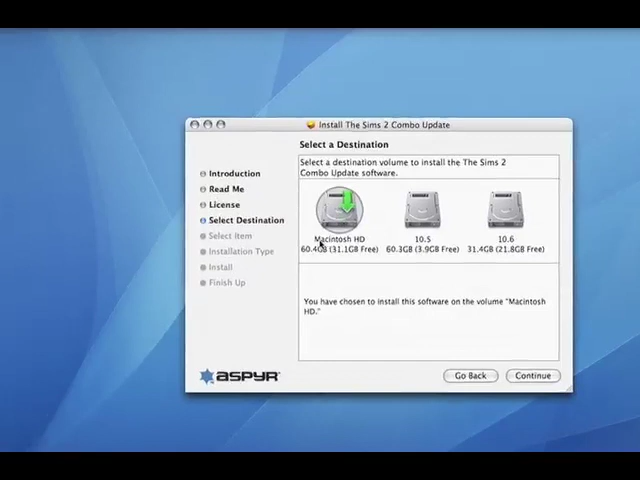 Install The Sims 2 Combo Update
Select a Destination
Introduction
Read Me
License
Select Destination
Select Item
Installation Type
Install
Finish Up
Select a destination volume to install the The Sims 2
Combo Update software.
Macintosh HD
60.4GB (31.1GB Free)
10.5
60.3GB (3.9GB Free)
10.6
31.4GB (21.8GB Free)
You have chosen to install this software on the volume "Macintosh
HD."
ASPYR
Go Back
Continue